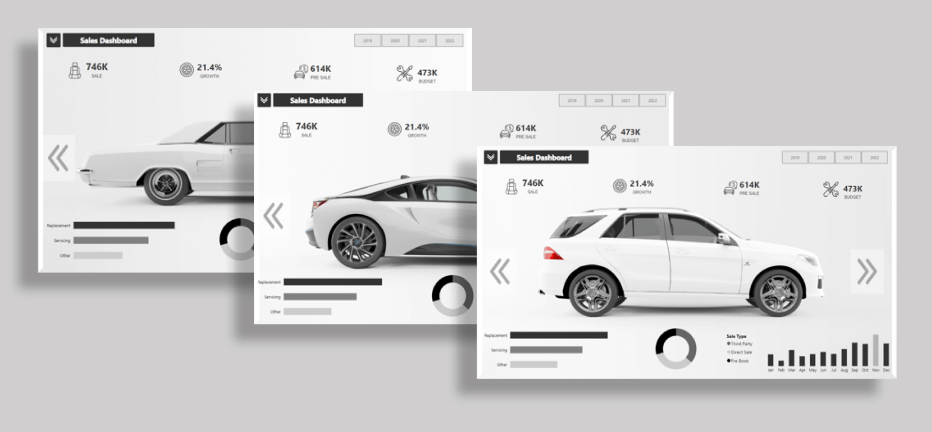 Sales Dashboard
2019 2020 2021 2022
746K
SALE
21.4%
GROWTH
614K
PRE SALE
473K
BUDGET
Replacement
Servicing
Other
Sales Dashboard
2019 2020 2021 2022
746K
SALE
21.4%
GROWTH
614K
PRE SALE
473K
BUDGET
Replacement
Servicing
Other
Sales Dashboard
2019 2020 2021 2022
746K
SALE
21.4%
GROWTH
614K
PRE SALE
473K
BUDGET
Replacement
Servicing
Other
Sale Type
Third Party
Direct Sale
Pre Book
Jan Feb Mar Apr May Jun Jul Aug Sep Oct Nov Dec